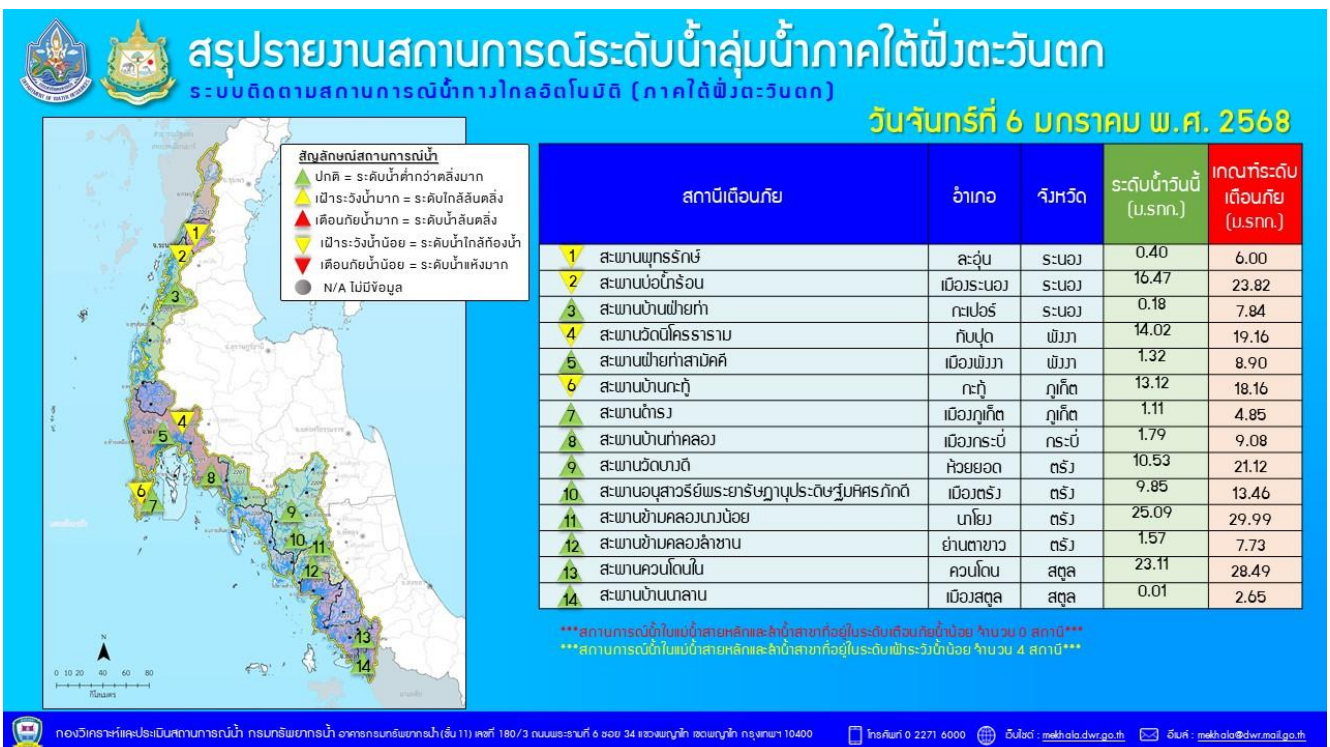 สรุปรายงานสถานการณ์ระดับน้ำลุ่มน้ำภาคใต้ฝั่งตะวันตก
ระบบติดตามสถานการณ์น้ำทางไกลอัตโนมัติ (ภาคใต้ฝั่งตะวันตก)
วันจันทร์ที่ 6 มกราคม พ.ศ. 2568
สัญลักษณ์สถานการณ์น้ำ
ปกติ = ระดับน้ำต่ำกว่าตลิ่งมาก
เฝ้าระวังน้ำมาก = ระดับใกล้ล้นตลิ่ง
เตือนภัยน้ำมาก = ระดับน้ำล้นตลิ่ง
เฝ้าระวังน้ำน้อย = ระดับน้ำใกล้ท้องน้ำ
เตือนภัยน้ำน้อย = ระดับน้ำแห้งมาก
N/A ไม่มีข้อมูล
1
2
3
4
5
6
7
8
9
10
11
12
13
14
N
0 10 20 40 60 80
กิโลเมตร
สถานีเตือนภัย อำเภอ จังหวัด ระดับน้ำวันนี้ (ม.รทก.) เกณฑ์ระดับเตือนภัย (ม.รทก.)
1 สะพานพุทธรักษ์ ละอุ่น ระนอง 0.40 6.00
2 สะพานบ่อน้ำร้อน เมืองระนอง ระนอง 16.47 23.82
3 สะพานบ้านฝ่ายท่า กะเปอร์ ระนอง 0.18 7.84
4 สะพานวัดนิโครธาราม ทับปุด พังงา 14.02 19.16
5 สะพานฝ่ายท่าสามัคคี เมืองพังงา พังงา 1.32 8.90
6 สะพานบ้านกะทู้ กะทู้ ภูเก็ต 13.12 18.16
7 สะพานดำรง เมืองภูเก็ต ภูเก็ต 1.11 4.85
8 สะพานบ้านท่าคลอง เมืองกระบี่ กระบี่ 1.79 9.08
9 สะพานวัดบางดี ห้วยยอด ตรัง 10.53 21.12
10 สะพานอนุสาวรีย์พระยารัษฎานุประดิษฐ์มหิศรภักดี เมืองตรัง ตรัง 9.85 13.46
11 สะพานข้ามคลองนางน้อย นาโยง ตรัง 25.09 29.99
12 สะพานข้ามคลองลำชาน ย่านตาขาว ตรัง 1.57 7.73
13 สะพานควนโดนใน ควนโดน สตูล 23.11 28.49
14 สะพานบ้านนาลาน เมืองสตูล สตูล 0.01 2.65
***สถานการณ์น้ำในแม่น้ำสายหลักและลำน้ำสาขาที่อยู่ในระดับเตือนภัยน้ำน้อย จำนวน 0 สถานี***
***สถานการณ์น้ำในแม่น้ำสายหลักและลำน้ำสาขาที่อยู่ในระดับเฝ้าระวังน้ำน้อย จำนวน 4 สถานี***
กองวิเคราะห์และประเมินสถานการณ์น้ำ กรมทรัพยากรน้ำ อาคารกรมทรัพยากรน้ำ(ชั้น 11) เลขที่ 180/3 ถนนพระรามที่ 6 ซอย 34 แขวงพญาไท เขตพญาไท กรุงเทพฯ 10400 โทรศัพท์ 0 2271 6000 เว็บไซต์ : mekhala.dwr.go.th อีเมล์ : mekhala@dwr.mail.go.th